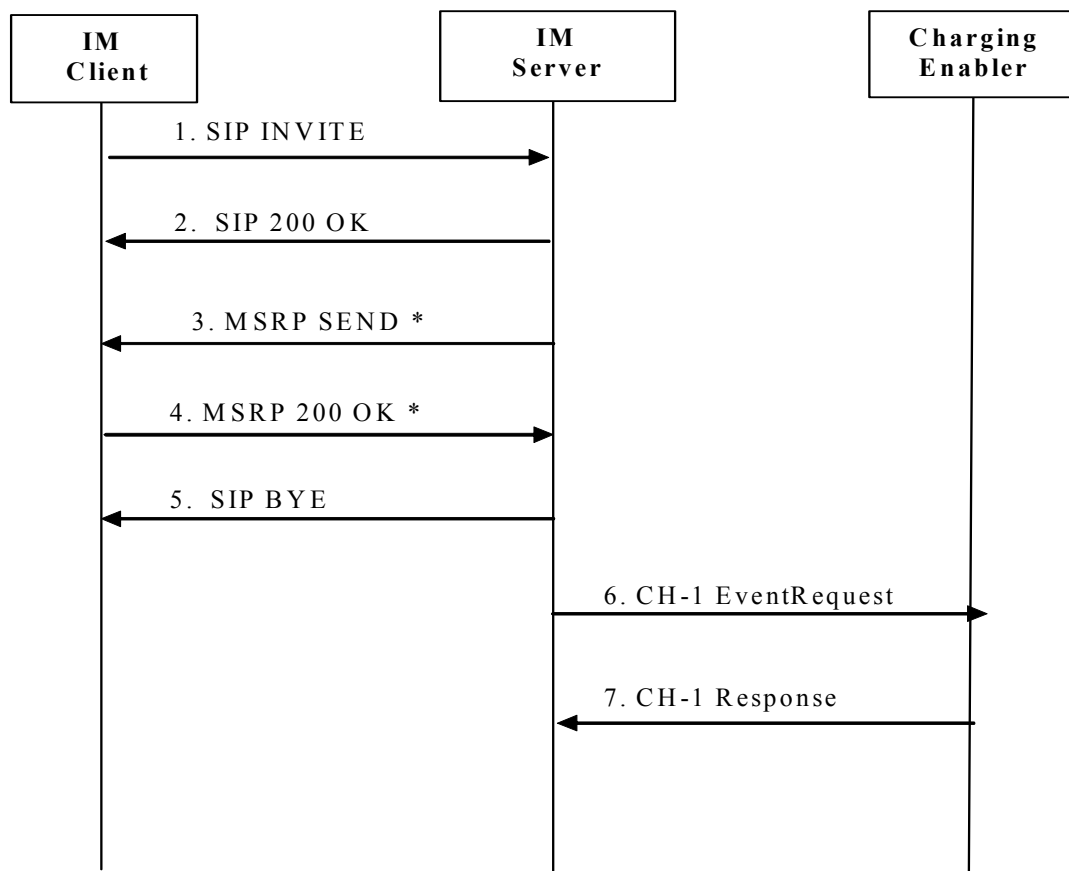 IM
Client
IM
Server
Charging
Enabler
1. SIP INVITE
2. SIP 200 OK
3. MSRP SEND *
4. MSRP 200 OK *
5. SIP BYE
6. CH-1 EventRequest
7. CH-1 Response